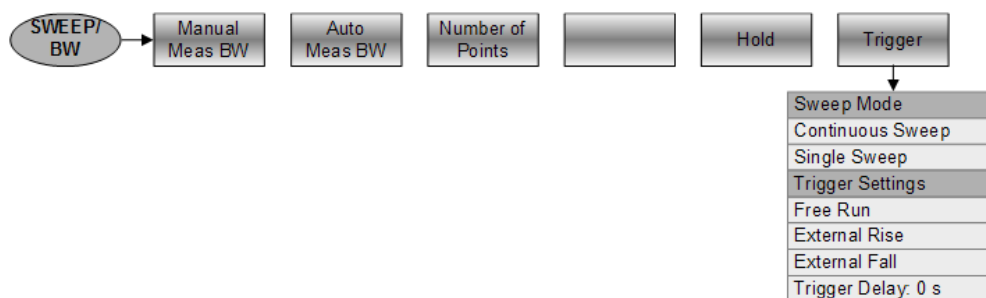 SWEEP/
BW
Manual
Meas BW
Auto
Meas BW
Number of
Points
Hold
Trigger
Sweep Mode
Continuous Sweep
Single Sweep
Trigger Settings
Free Run
External Rise
External Fall
Trigger Delay: 0 s